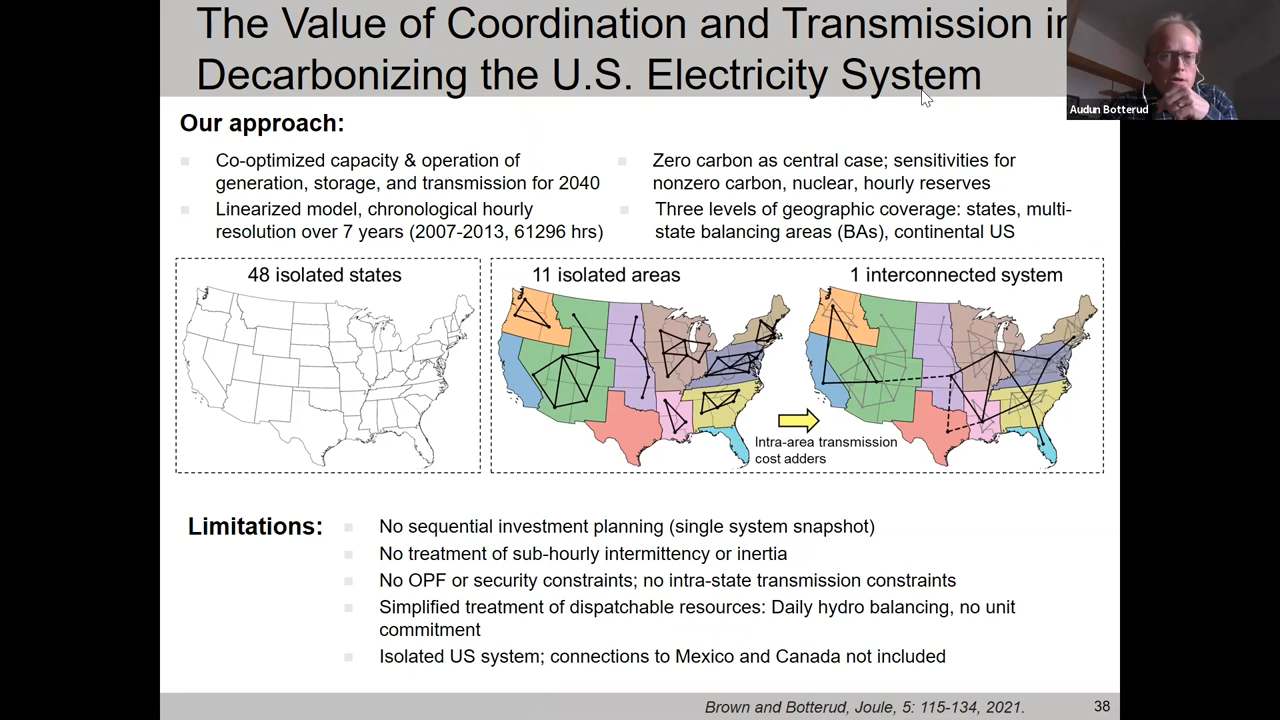 The Value of Coordination and Transmission in
Decarbonizing the U.S. Electricity System
Audun Botterud
Our approach:
Co-optimized capacity & operation of
generation, storage, and transmission for 2040
Linearized model, chronological hourly
resolution over 7 years (2007-2013, 61296 hrs)
Zero carbon as central case; sensitivities for
nonzero carbon, nuclear, hourly reserves
Three levels of geographic coverage: states, multi-
state balancing areas (BAs), continental US
48 isolated states
11 isolated areas
1 interconnected system
Intra-area transmission
cost adders
Limitations:
No sequential investment planning (single system snapshot)
No treatment of sub-hourly intermittency or inertia
No OPF or security constraints; no intra-state transmission constraints
Simplified treatment of dispatchable resources: Daily hydro balancing, no unit
commitment
Isolated US system; connections to Mexico and Canada not included
Brown and Botterud, Joule, 5: 115-134, 2021.
38